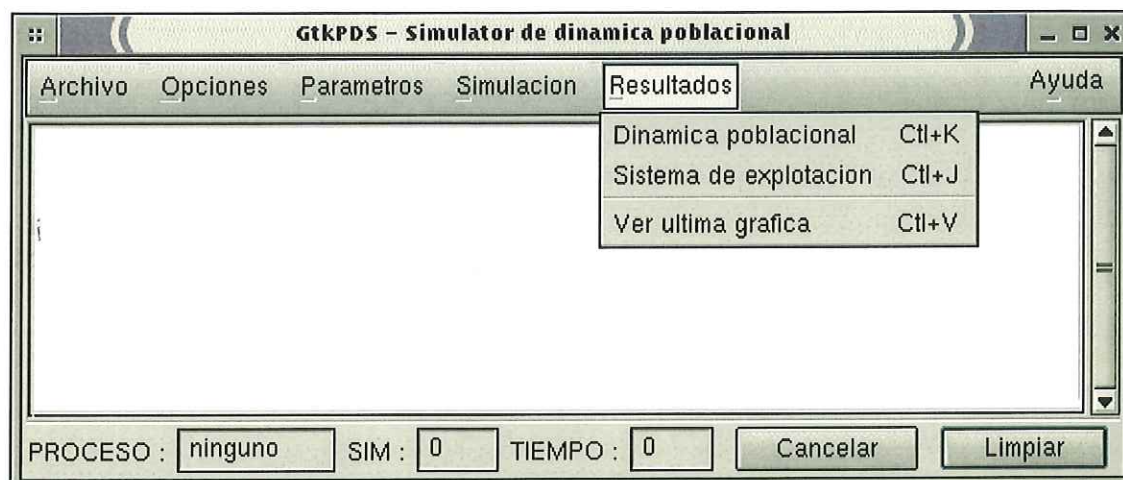 GtkPDS – Simulator de dinamica poblacional
Archivo Opciones Parametros Simulacion Resultados Ayuda
Dinamica poblacional Ctl+K
Sistema de explotacion Ctl+J
Ver ultima grafica Ctl+V
PROCESO : ninguno SIM : 0 TIEMPO : 0 Cancelar Limpiar